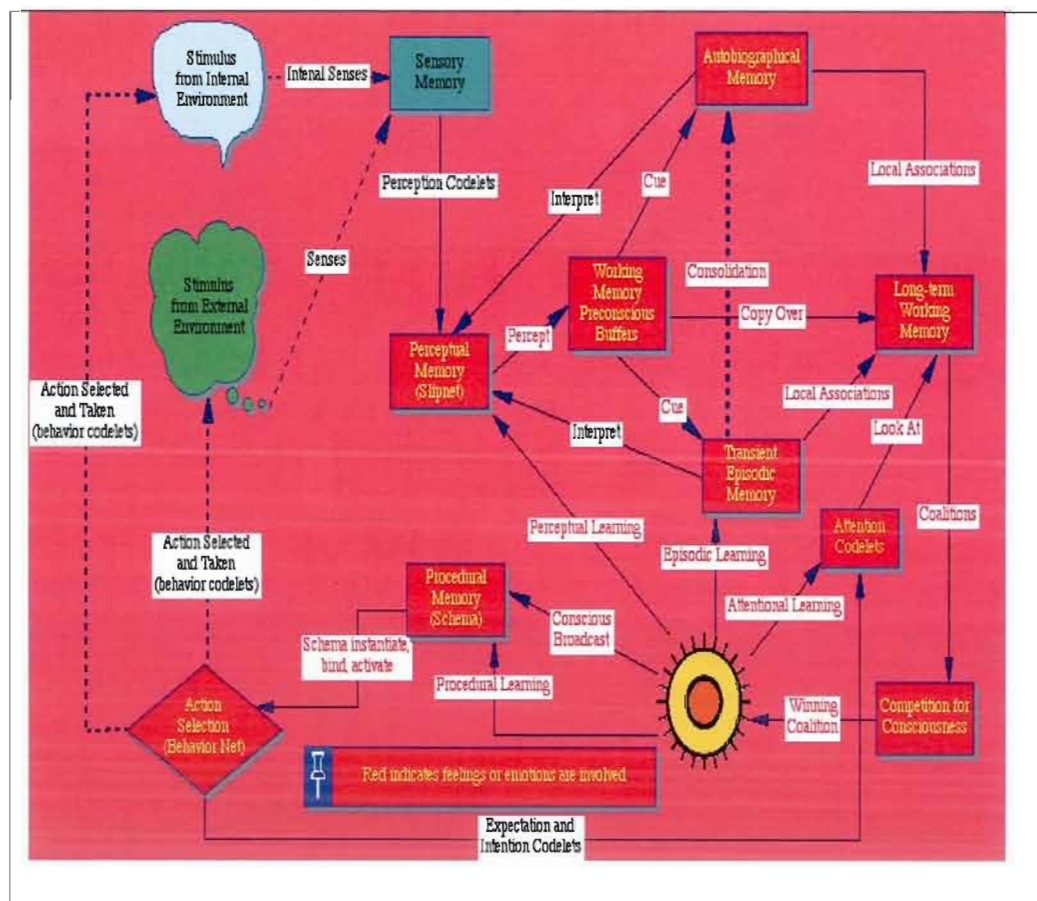 Stimulus
from Internal
Environment
Intenal Senses
Sensory
Memory
Autobiographical
Memory
Perception Codelets
Interpret
Cue
Local Associations
Senses
Stimulus
from External
Environment
Working
Memory
Preconscious
Buffers
Consolidation
Long-term
Working
Memory
Copy Over
Percept
Perceptual
Memory
(Slipnet)
Action Selected
and Taken
(behavior codelets)
Cue
Local Associations
Look At
Interpret
Transient
Episodic
Memory
Perceptual Learning
Episodic Learning
Attention
Codelets
Coalitions
Action Selected
and Taken
(behavior codelets)
Procedural
Memory
(Schema)
Attentional Learning
Conscious
Broadcast
Schema instantiate,
bind, activate
Procedural Learning
Action
Selection
(Behavior Net)
Winning
Coalition
Competition for
Consciousness
Red indicates feelings or emotions are involved
Expectation and
Intention Codelets